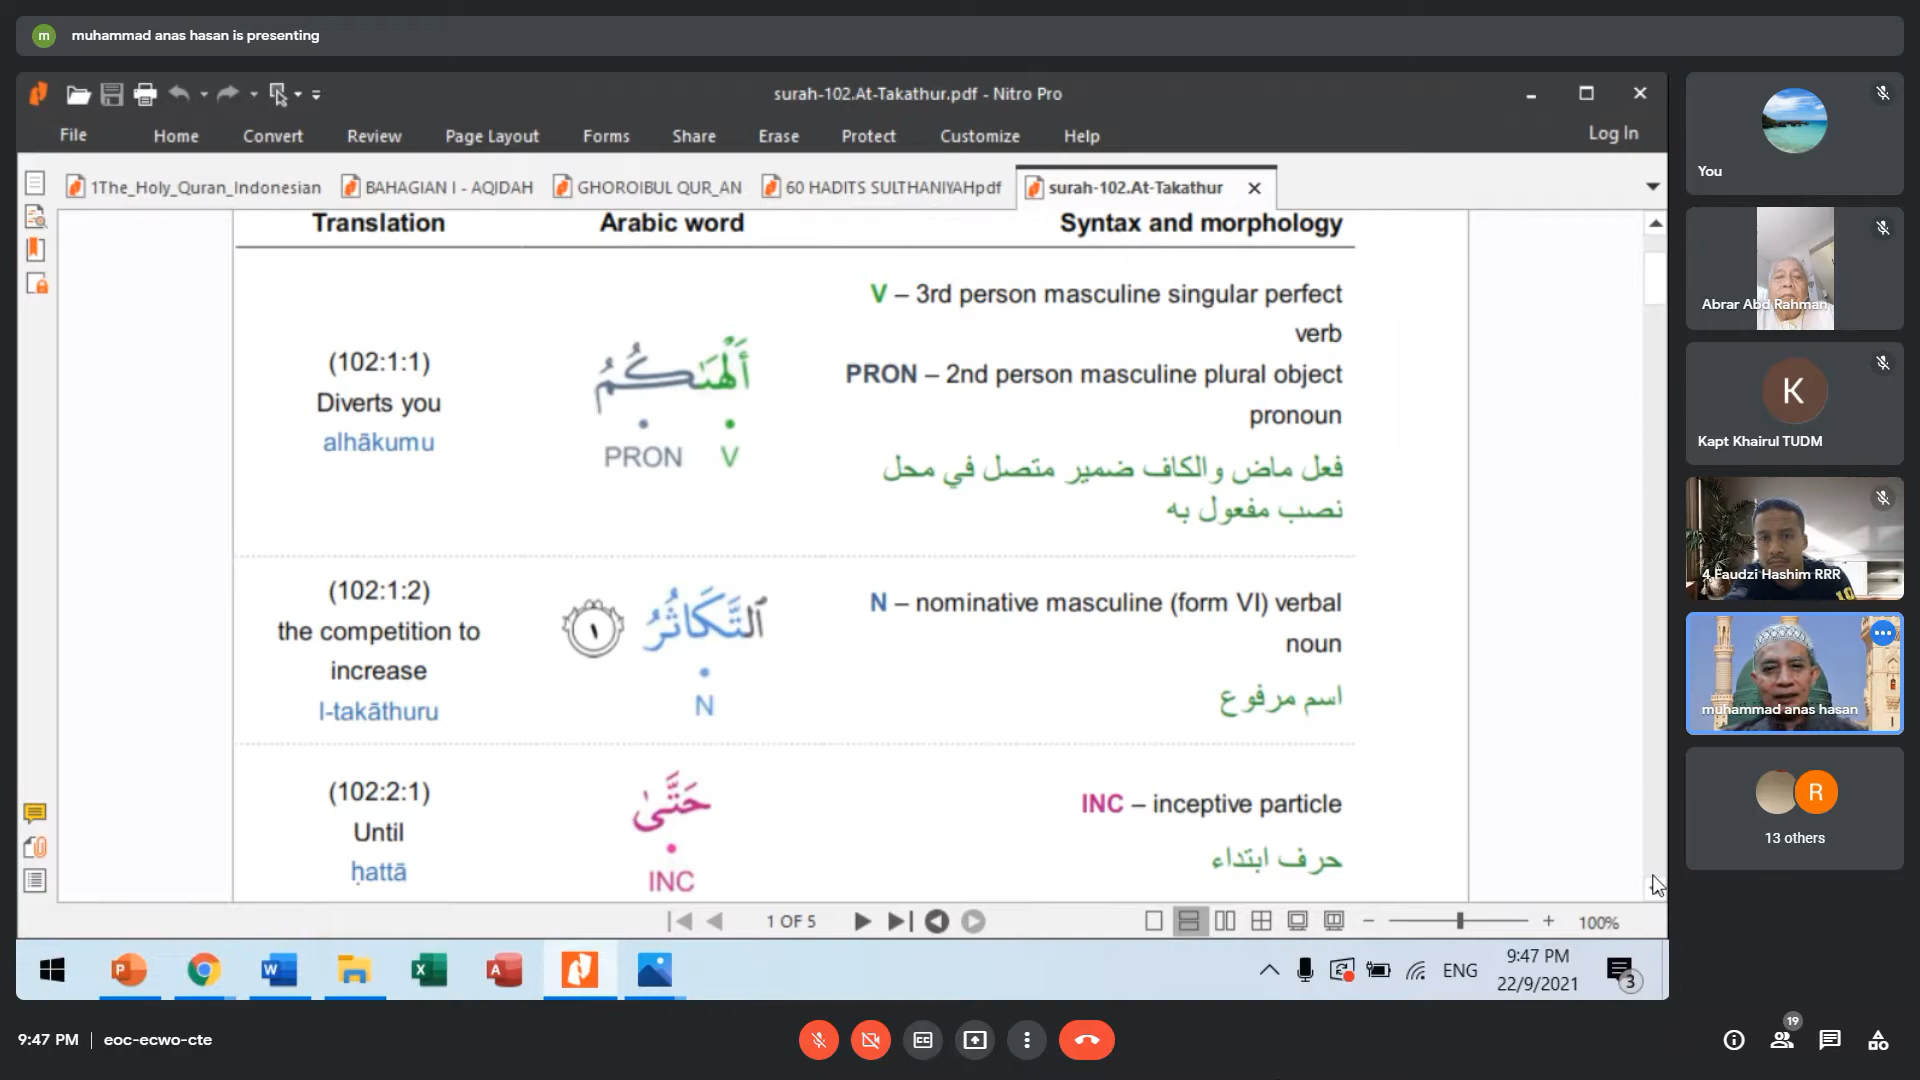 m
muhammad anas hasan is presenting
surah-102.At-Takathur.pdf - Nitro Pro
File Home Convert Review Page Layout Forms Share Erase Protect Customize Help Log In
1The_Holy_Quran_Indonesian BAHAGIAN I - AQIDAH GHOROIBUL QUR_AN 60 HADITS SULTHANIYAHpdf surah-102.At-Takathur
Translation Arabic word Syntax and morphology
(102:1:1)
Diverts you
alhākumu
أَلْهَىٰكُمُ
PRON V
V – 3rd person masculine singular perfect
verb
PRON – 2nd person masculine plural object
pronoun
فعل ماض والكاف ضمير متصل في محل
نصب مفعول به
(102:1:2)
the competition to
increase
l-takāthuru
ٱلتَّكَاثُرُ ١
N
N – nominative masculine (form VI) verbal
noun
اسم مرفوع
(102:2:1)
Until
ḥattā
حَتَّىٰ
INC
INC – inceptive particle
حرف ابتداء
1 OF 5
100%
ENG
9:47 PM
22/9/2021
3
You
Abrar Abd Rahman
K
Kapt Khairul TUDM
4 Faudzi Hashim RRR
muhammad anas hasan
R
13 others
9:47 PM | eoc-ecwo-cte
19